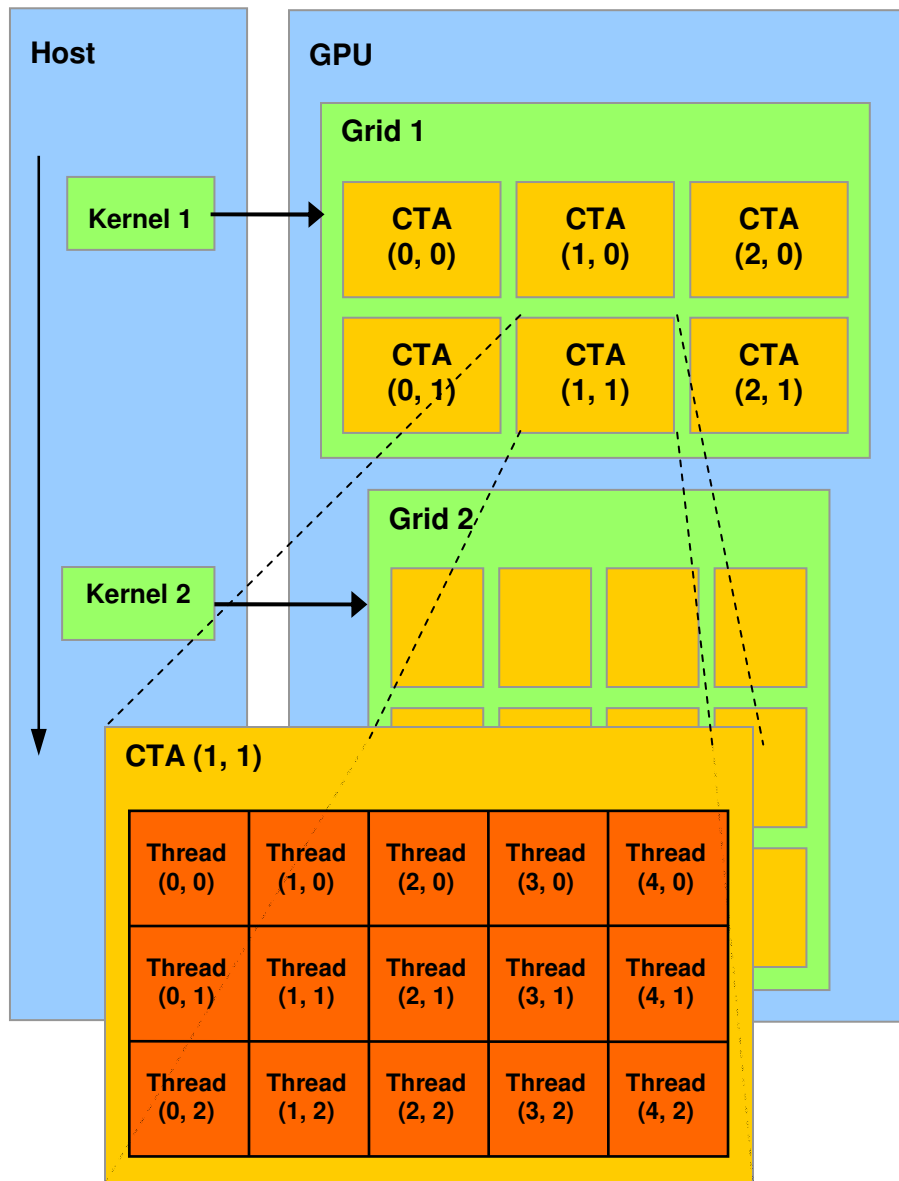 Host
GPU
Grid 1
Kernel 1
CTA
(0, 0)
CTA
(1, 0)
CTA
(2, 0)
CTA
(0, 1)
CTA
(1, 1)
CTA
(2, 1)
Grid 2
Kernel 2
CTA (1, 1)
Thread
(0, 0)
Thread
(1, 0)
Thread
(2, 0)
Thread
(3, 0)
Thread
(4, 0)
Thread
(0, 1)
Thread
(1, 1)
Thread
(2, 1)
Thread
(3, 1)
Thread
(4, 1)
Thread
(0, 2)
Thread
(1, 2)
Thread
(2, 2)
Thread
(3, 2)
Thread
(4, 2)